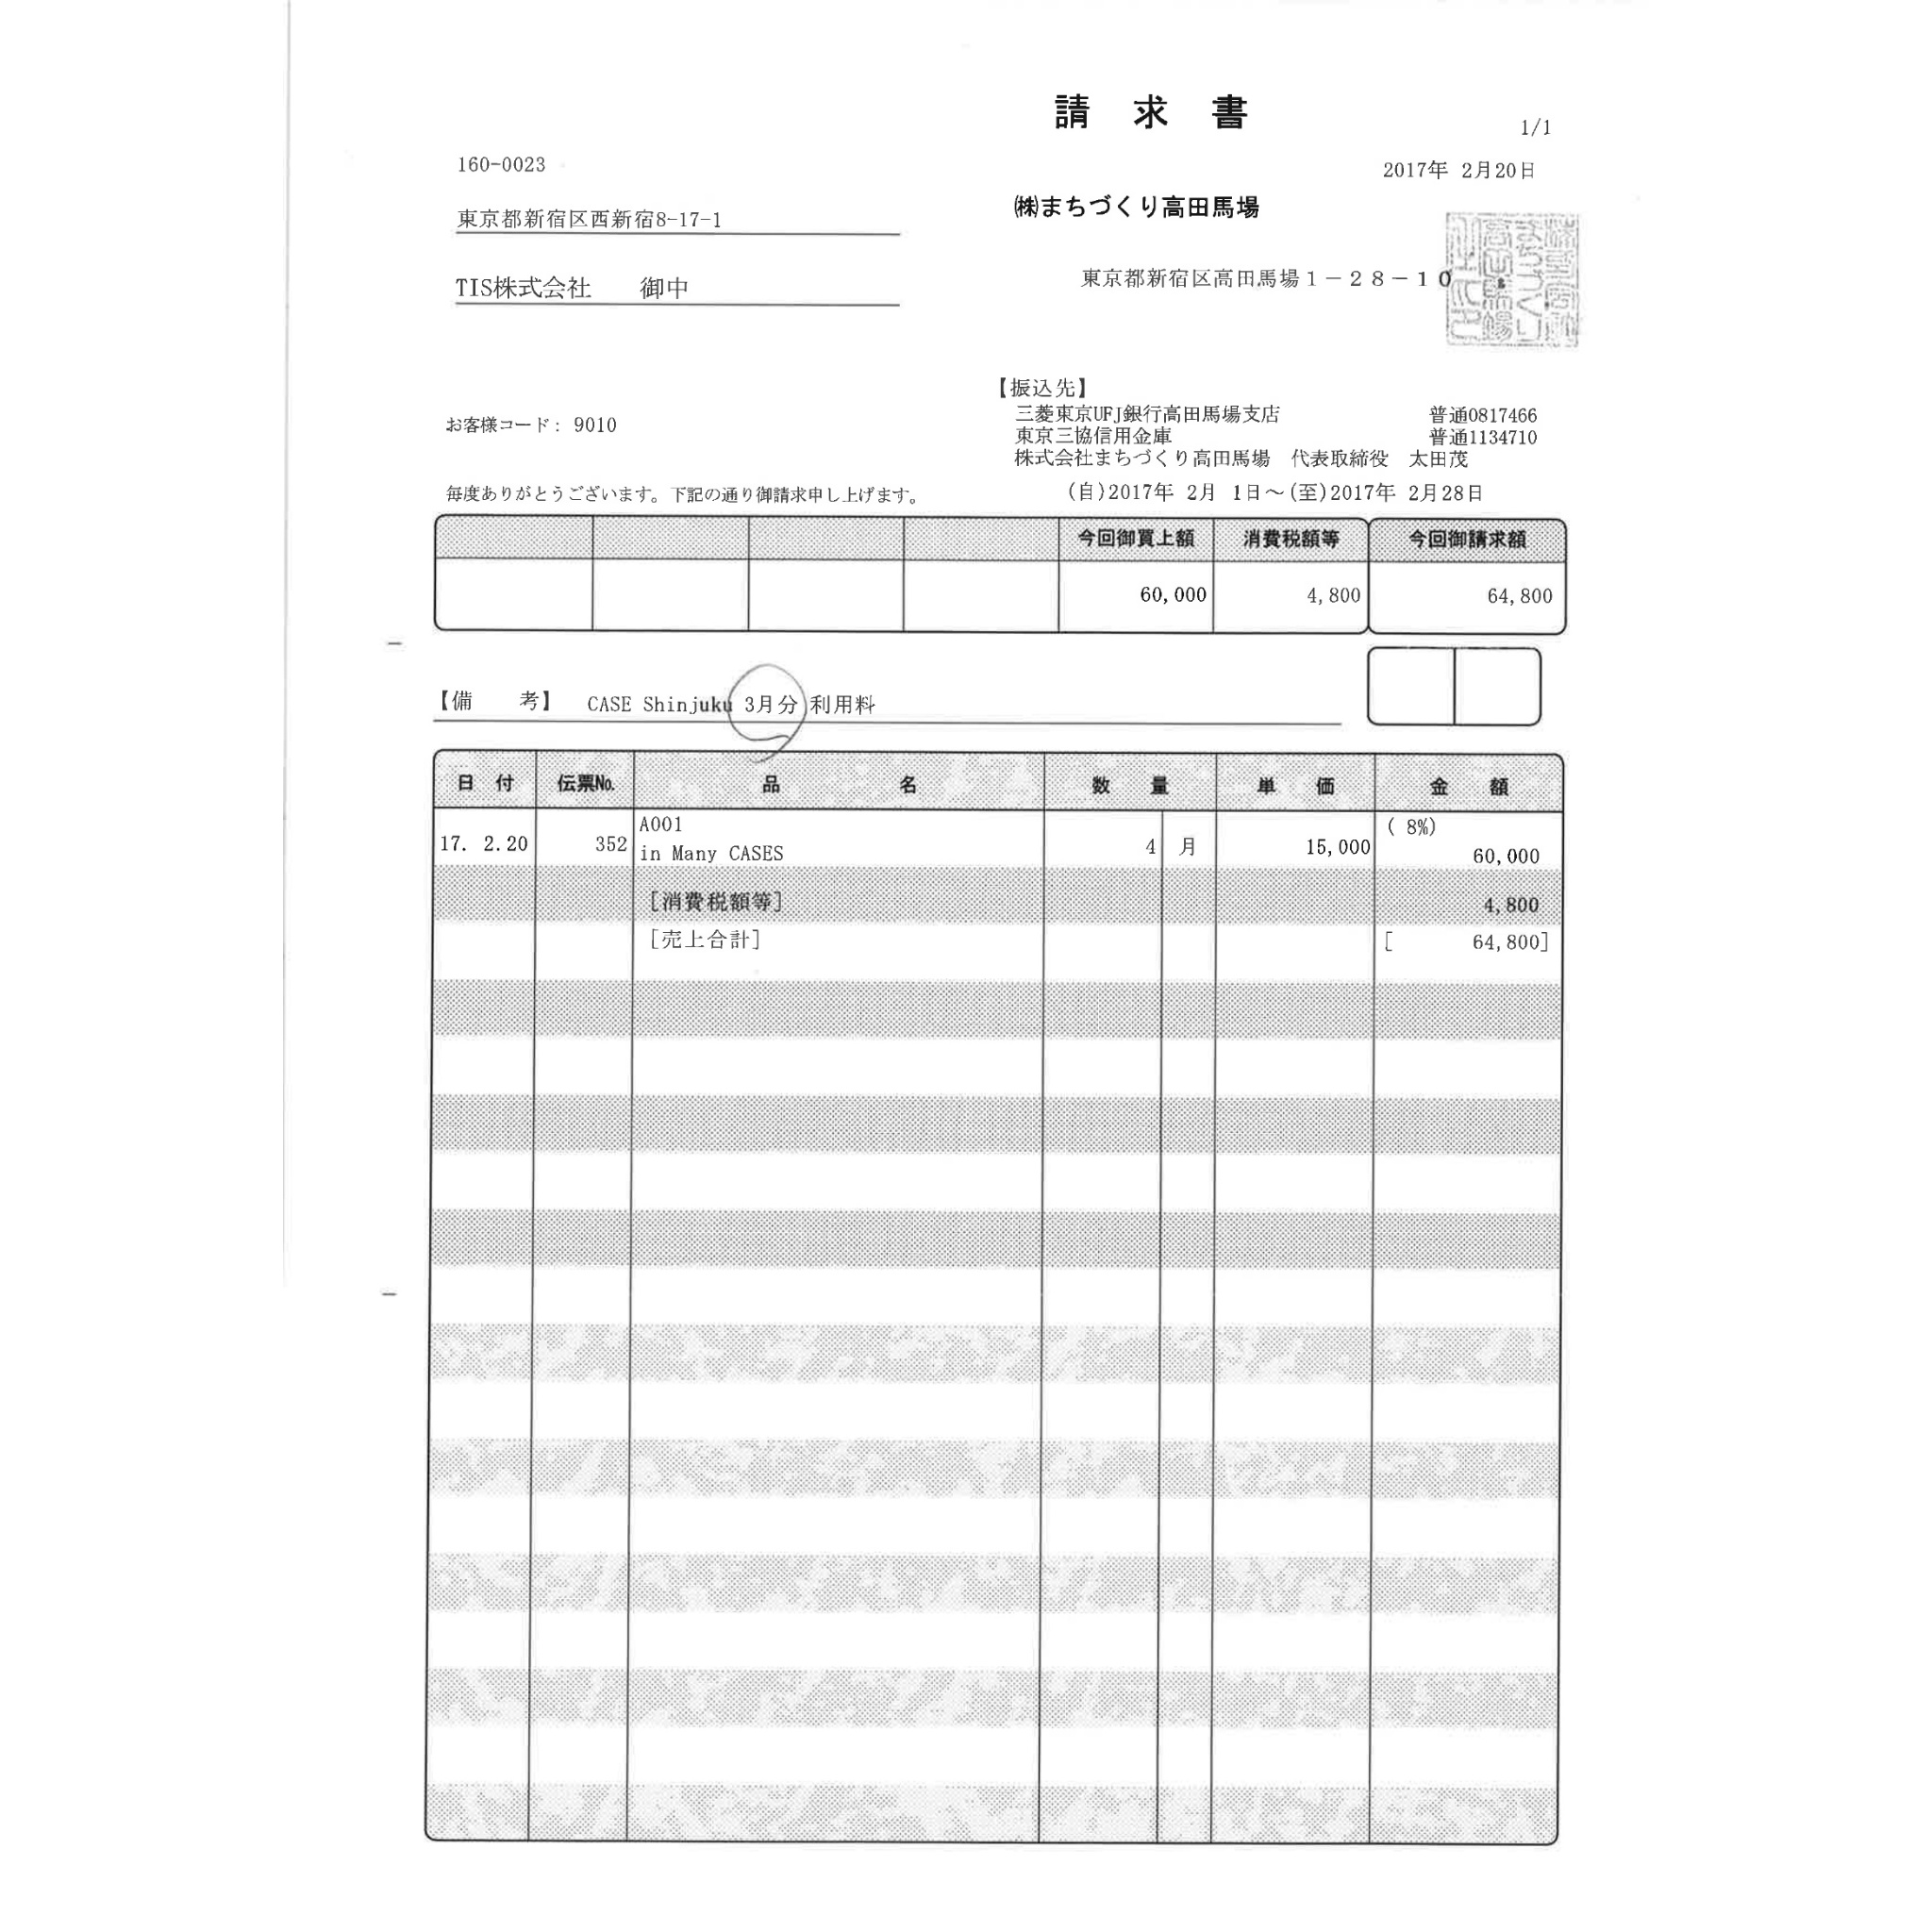 請 求 書
1/1
160-0023
2017年 2月20日
東京都新宿区西新宿8-17-1
㈱まちづくり高田馬場
TIS株式会社　　御中
東京都新宿区高田馬場１－２８－１０
【振込先】
三菱東京UFJ銀行高田馬場支店　普通0817466
お客様コード: 9010
東京三協信用金庫　普通1134710
株式会社まちづくり高田馬場　代表取締役　太田茂
毎度ありがとうございます。下記の通り御請求申し上げます。
(自)2017年 2月 1日～(至)2017年 2月28日
今回御買上額　消費税額等　今回御請求額
60,000　4,800　64,800
【備　考】　CASE Shinjuku 3月分 利用料
日 付　伝票No.　品 名　数 量　単 価　金 額
A001　( 8%)
17. 2.20　352　in Many CASES　4　月　15,000　60,000
[消費税額等]　4,800
[売上合計]　[ 64,800]